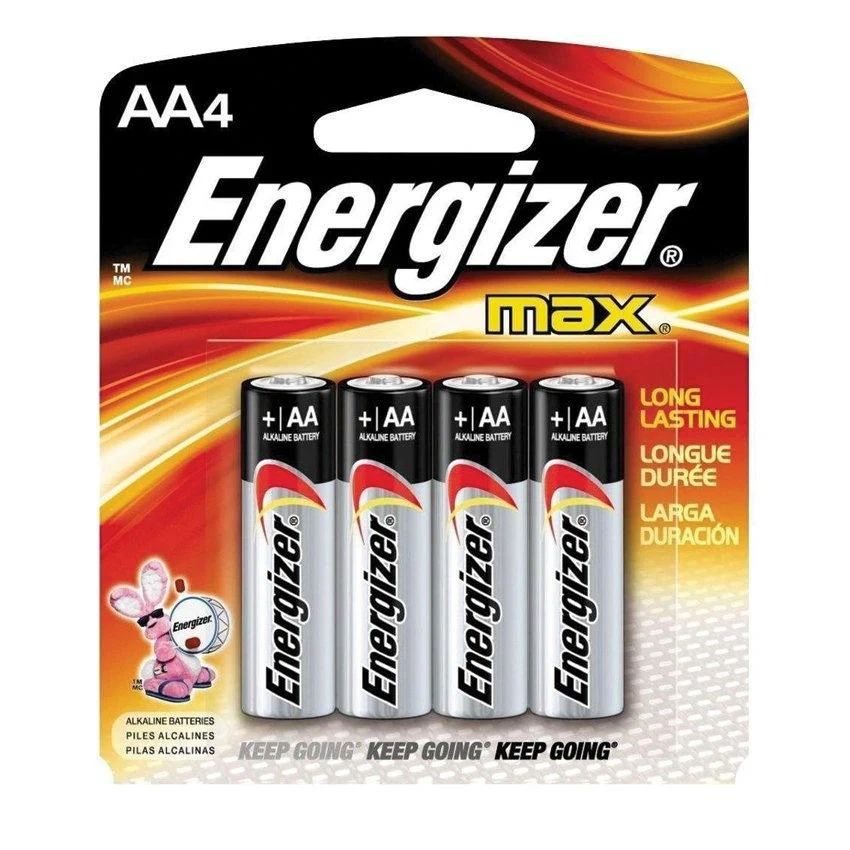 AA4
Energizer®
TM
MC
max®
+|AA
ALKALINE BATTERY
Energizer®
+|AA
ALKALINE BATTERY
Energizer®
+|AA
ALKALINE BATTERY
Energizer®
+|AA
ALKALINE BATTERY
Energizer®
LONG
LASTING
LONGUE
DURÉE
LARGA
DURACIÓN
Energizer
TM
MC
ALKALINE BATTERIES
PILES ALCALINES
PILAS ALCALINAS
KEEP GOING® KEEP GOING® KEEP GOING®